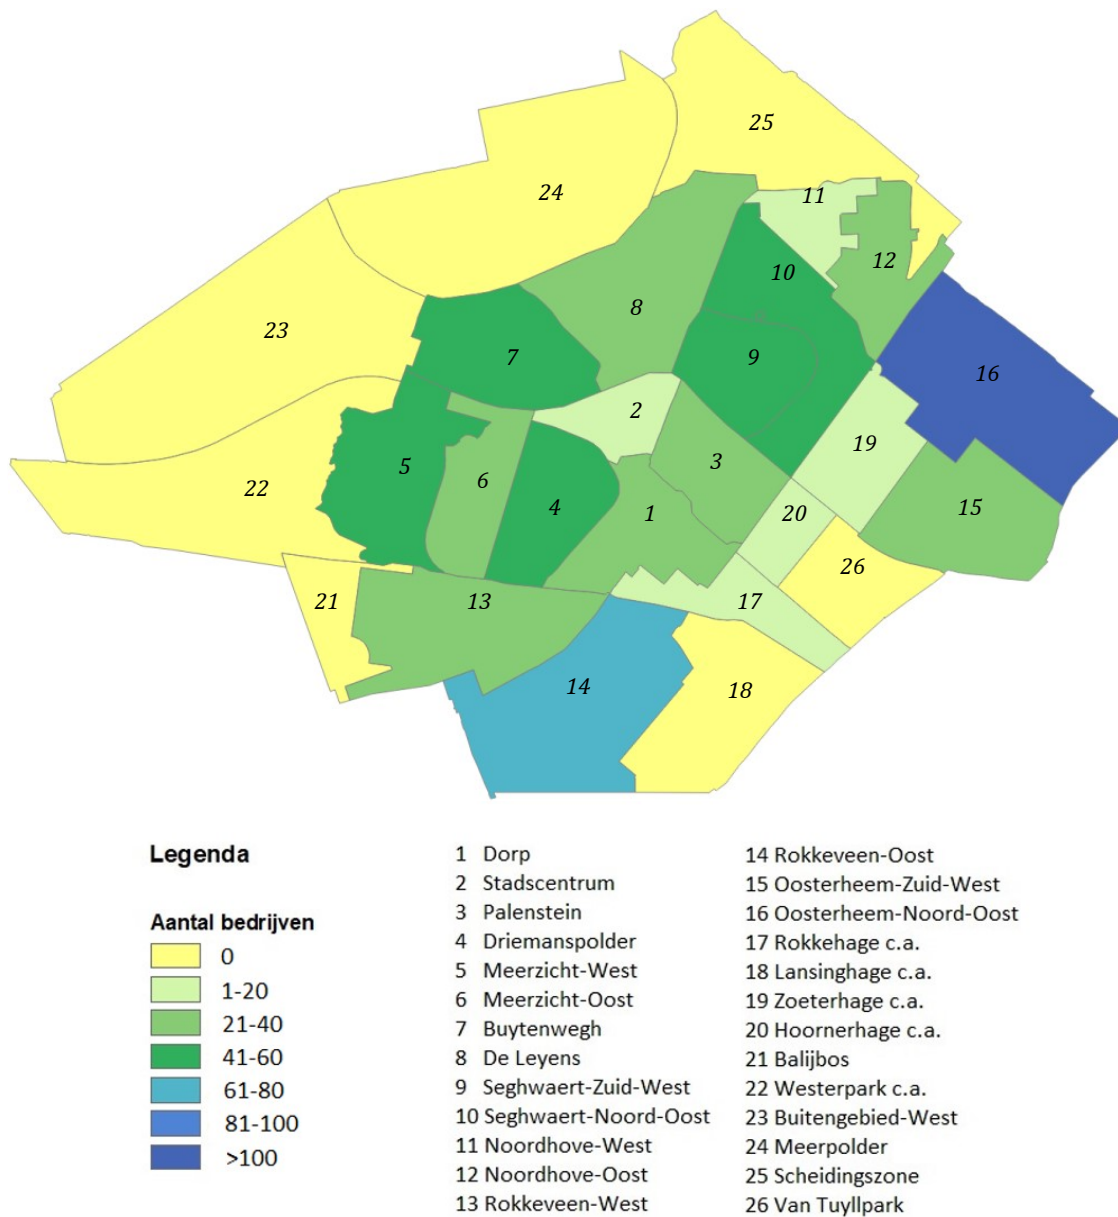 25
24
11
12
10
8
23
7
9
16
2
19
5
3
22
6
4
1
20
15
26
21
13
17
14
18
Legenda
Aantal bedrijven
0
1-20
21-40
41-60
61-80
81-100
>100
1 Dorp
2 Stadscentrum
3 Palenstein
4 Driemanspolder
5 Meerzicht-West
6 Meerzicht-Oost
7 Buytenwegh
8 De Leyens
9 Seghwaert-Zuid-West
10 Seghwaert-Noord-Oost
11 Noordhove-West
12 Noordhove-Oost
13 Rokkeveen-West
14 Rokkeveen-Oost
15 Oosterheem-Zuid-West
16 Oosterheem-Noord-Oost
17 Rokkehage c.a.
18 Lansinghage c.a.
19 Zoeterhage c.a.
20 Hoornerhage c.a.
21 Balijbos
22 Westerpark c.a.
23 Buitengebied-West
24 Meerpolder
25 Scheidingszone
26 Van Tuyllpark